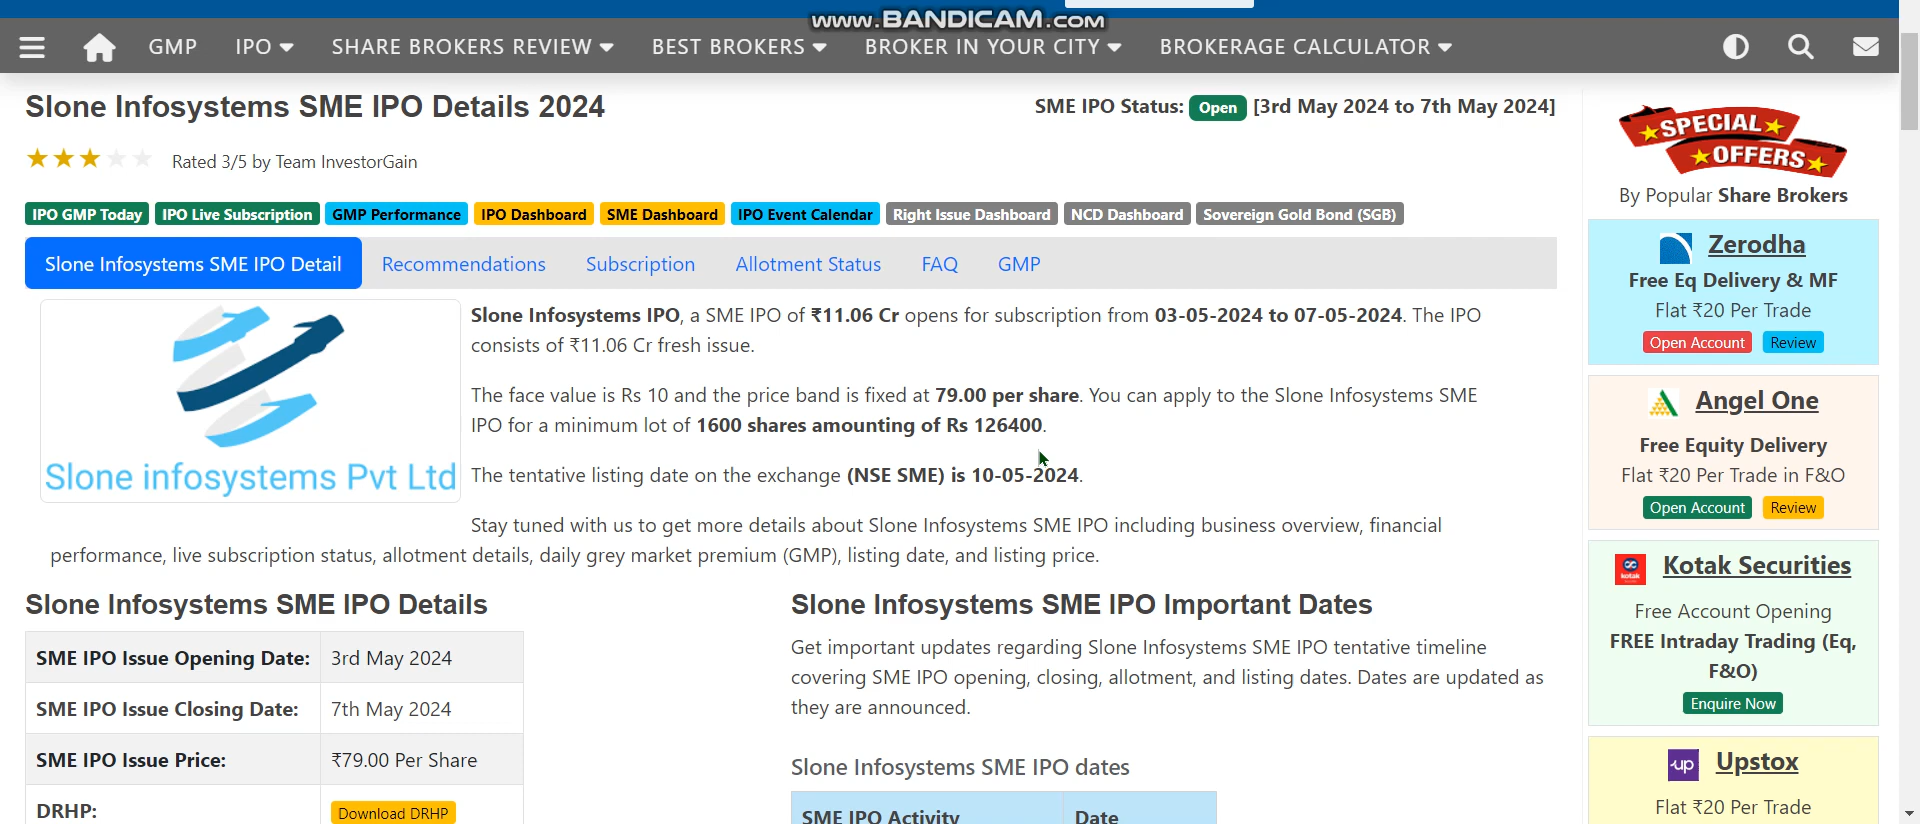 www.BANDICAM.com
GMP
IPO
SHARE BROKERS REVIEW
BEST BROKERS
BROKER IN YOUR CITY
BROKERAGE CALCULATOR
Slone Infosystems SME IPO Details 2024
SME IPO Status: Open [3rd May 2024 to 7th May 2024]
Rated 3/5 by Team InvestorGain
IPO GMP Today
IPO Live Subscription
GMP Performance
IPO Dashboard
SME Dashboard
IPO Event Calendar
Right Issue Dashboard
NCD Dashboard
Sovereign Gold Bond (SGB)
Slone Infosystems SME IPO Detail
Recommendations
Subscription
Allotment Status
FAQ
GMP
Slone infosystems Pvt Ltd
Slone Infosystems IPO, a SME IPO of ₹11.06 Cr opens for subscription from 03-05-2024 to 07-05-2024. The IPO
consists of ₹11.06 Cr fresh issue.
The face value is Rs 10 and the price band is fixed at 79.00 per share. You can apply to the Slone Infosystems SME
IPO for a minimum lot of 1600 shares amounting of Rs 126400.
The tentative listing date on the exchange (NSE SME) is 10-05-2024.
Stay tuned with us to get more details about Slone Infosystems SME IPO including business overview, financial
performance, live subscription status, allotment details, daily grey market premium (GMP), listing date, and listing price.
Slone Infosystems SME IPO Details
SME IPO Issue Opening Date: 3rd May 2024
SME IPO Issue Closing Date: 7th May 2024
SME IPO Issue Price: ₹79.00 Per Share
DRHP: Download DRHP
Slone Infosystems SME IPO Important Dates
Get important updates regarding Slone Infosystems SME IPO tentative timeline
covering SME IPO opening, closing, allotment, and listing dates. Dates are updated as
they are announced.
Slone Infosystems SME IPO dates
SME IPO Activity Date
SPECIAL
OFFERS
By Popular Share Brokers
Zerodha
Free Eq Delivery & MF
Flat ₹20 Per Trade
Open Account Review
Angel One
Free Equity Delivery
Flat ₹20 Per Trade in F&O
Open Account Review
kotak
Kotak Securities
Free Account Opening
FREE Intraday Trading (Eq,
F&O)
Enquire Now
up
Upstox
Flat ₹20 Per Trade